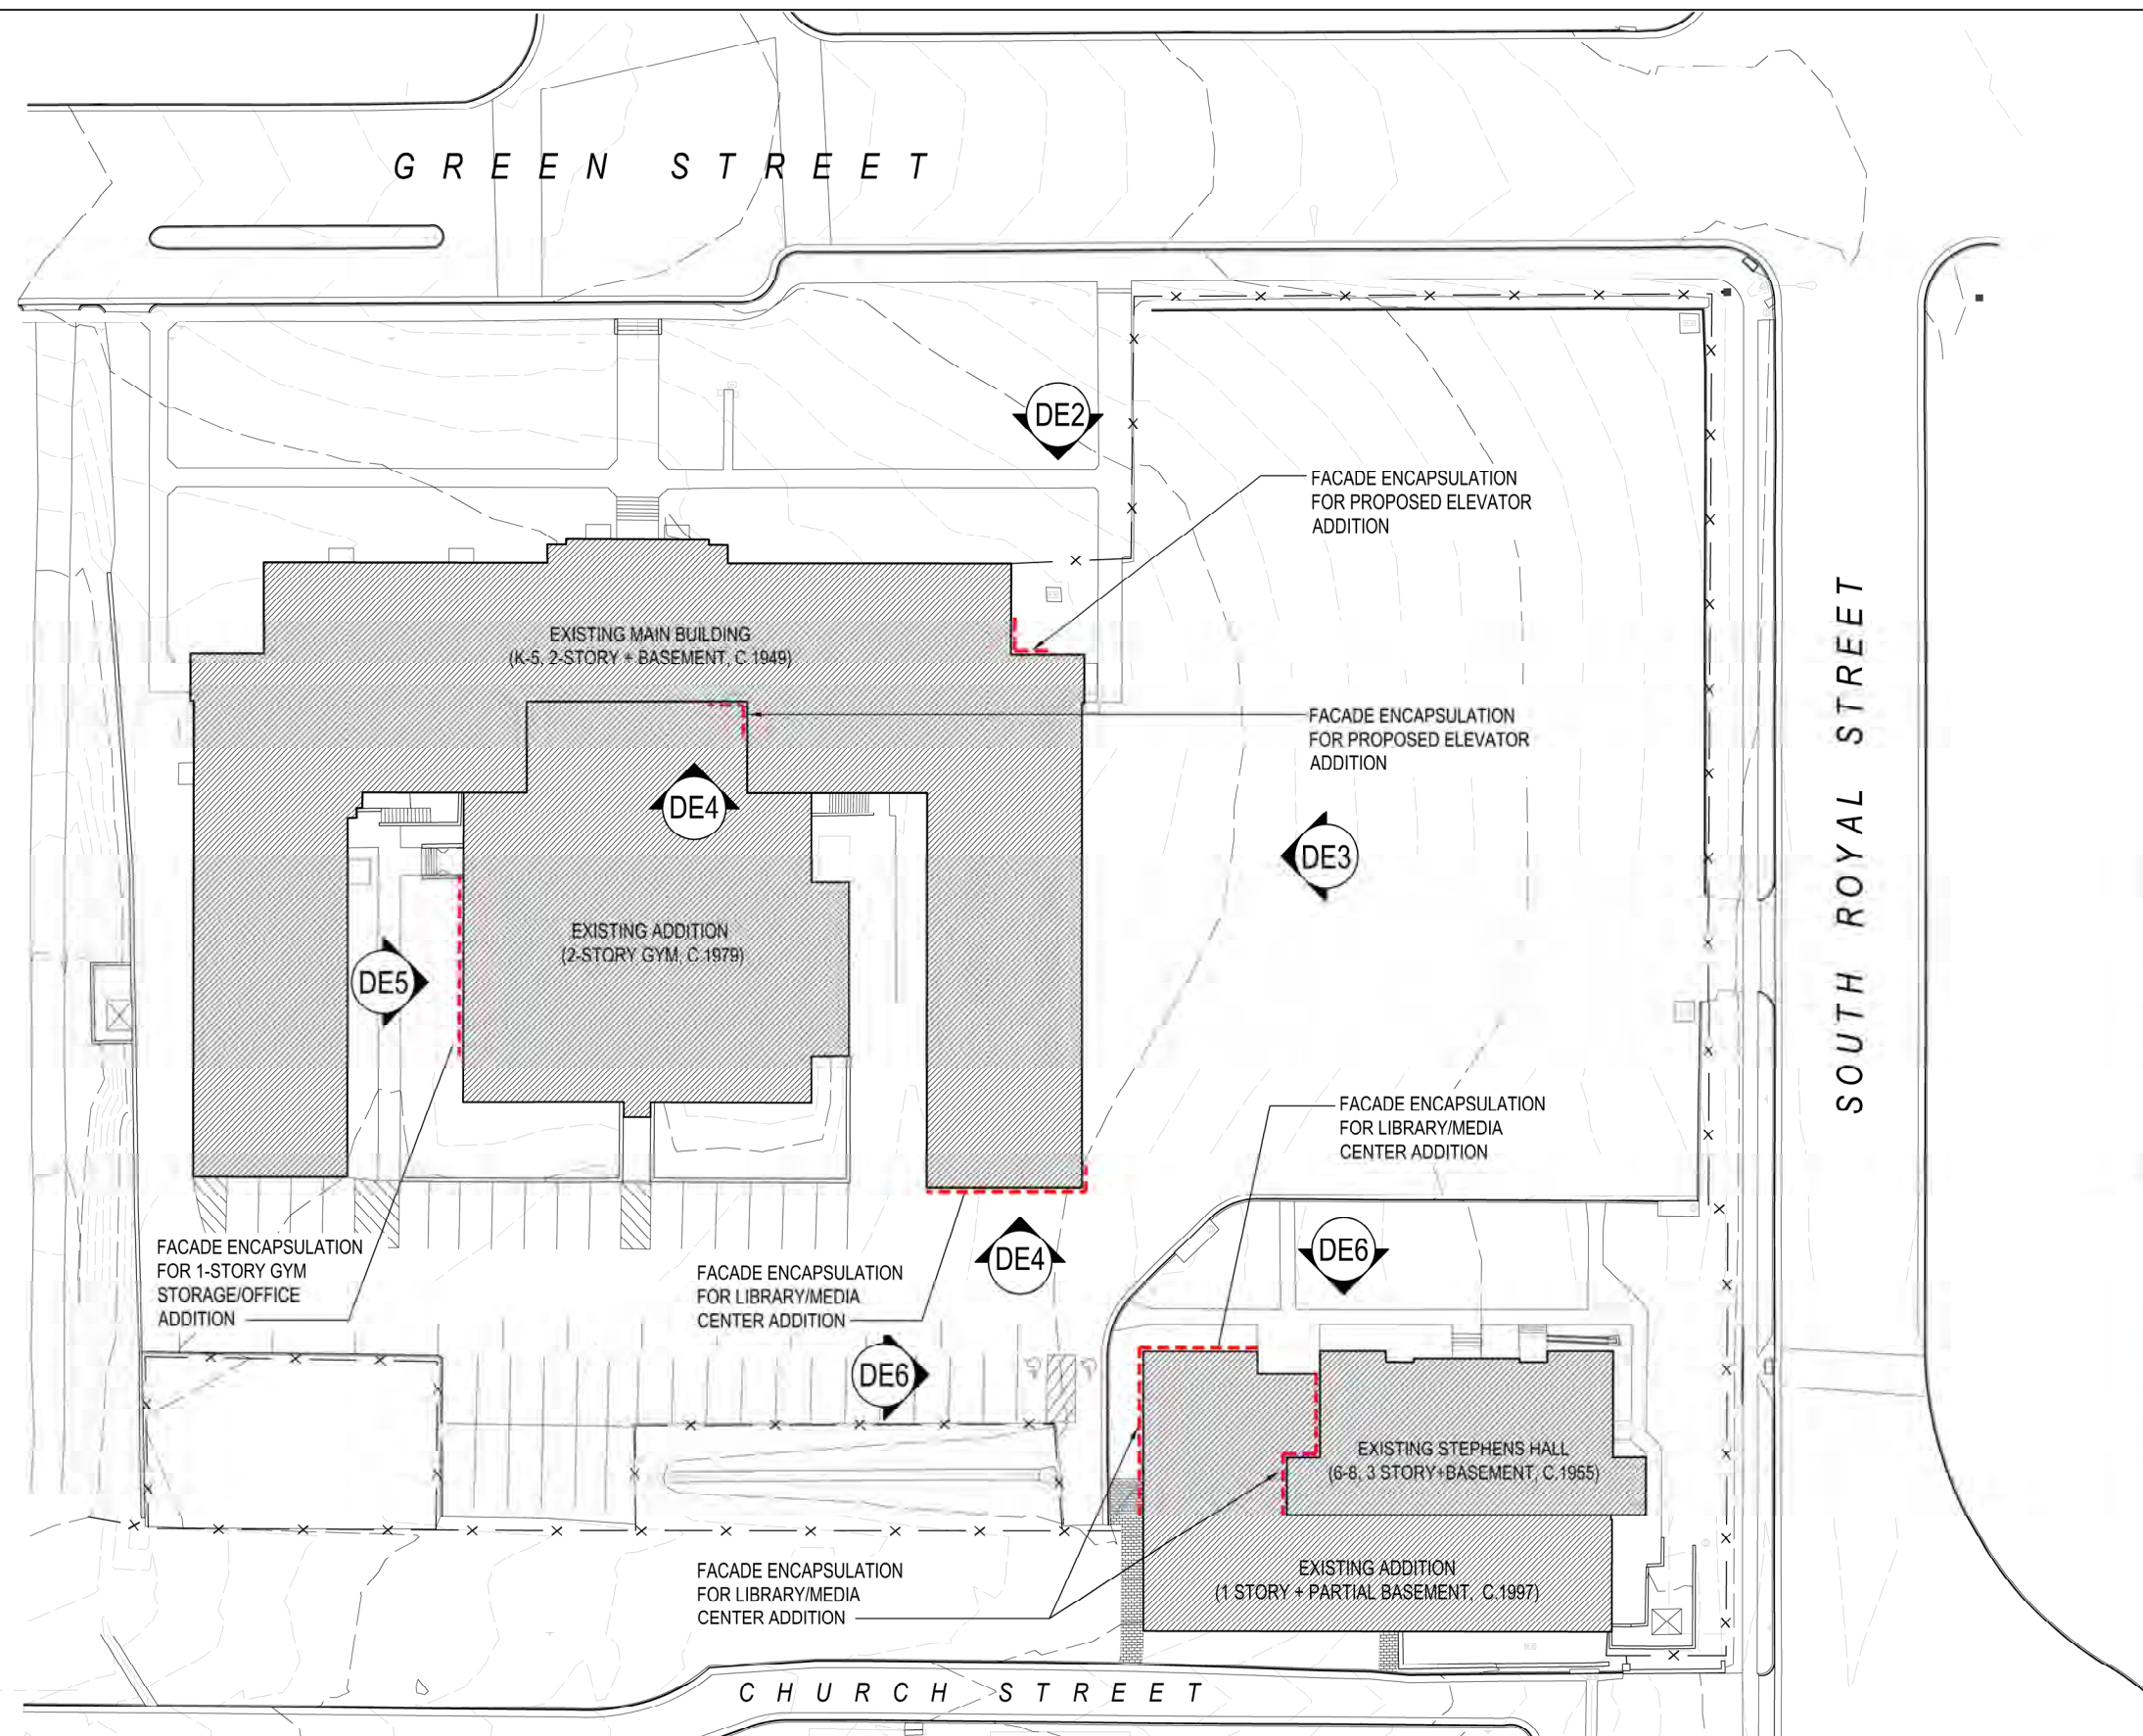 GREEN STREET
DE2
FACADE ENCAPSULATION
FOR PROPOSED ELEVATOR
ADDITION
EXISTING MAIN BUILDING
(K-5, 2-STORY + BASEMENT, C.1949)
SOUTH ROYAL STREET
FACADE ENCAPSULATION
FOR PROPOSED ELEVATOR
ADDITION
DE4
DE3
EXISTING ADDITION
(2-STORY GYM, C.1979)
DE5
FACADE ENCAPSULATION
FOR LIBRARY/MEDIA
CENTER ADDITION
FACADE ENCAPSULATION
FOR 1-STORY GYM
STORAGE/OFFICE
ADDITION
FACADE ENCAPSULATION
FOR LIBRARY/MEDIA
CENTER ADDITION
DE4
DE6
DE6
EXISTING STEPHENS HALL
(6-8, 3 STORY+BASEMENT, C.1955)
FACADE ENCAPSULATION
FOR LIBRARY/MEDIA
CENTER ADDITION
EXISTING ADDITION
(1 STORY + PARTIAL BASEMENT, C.1997)
CHURCH STREET